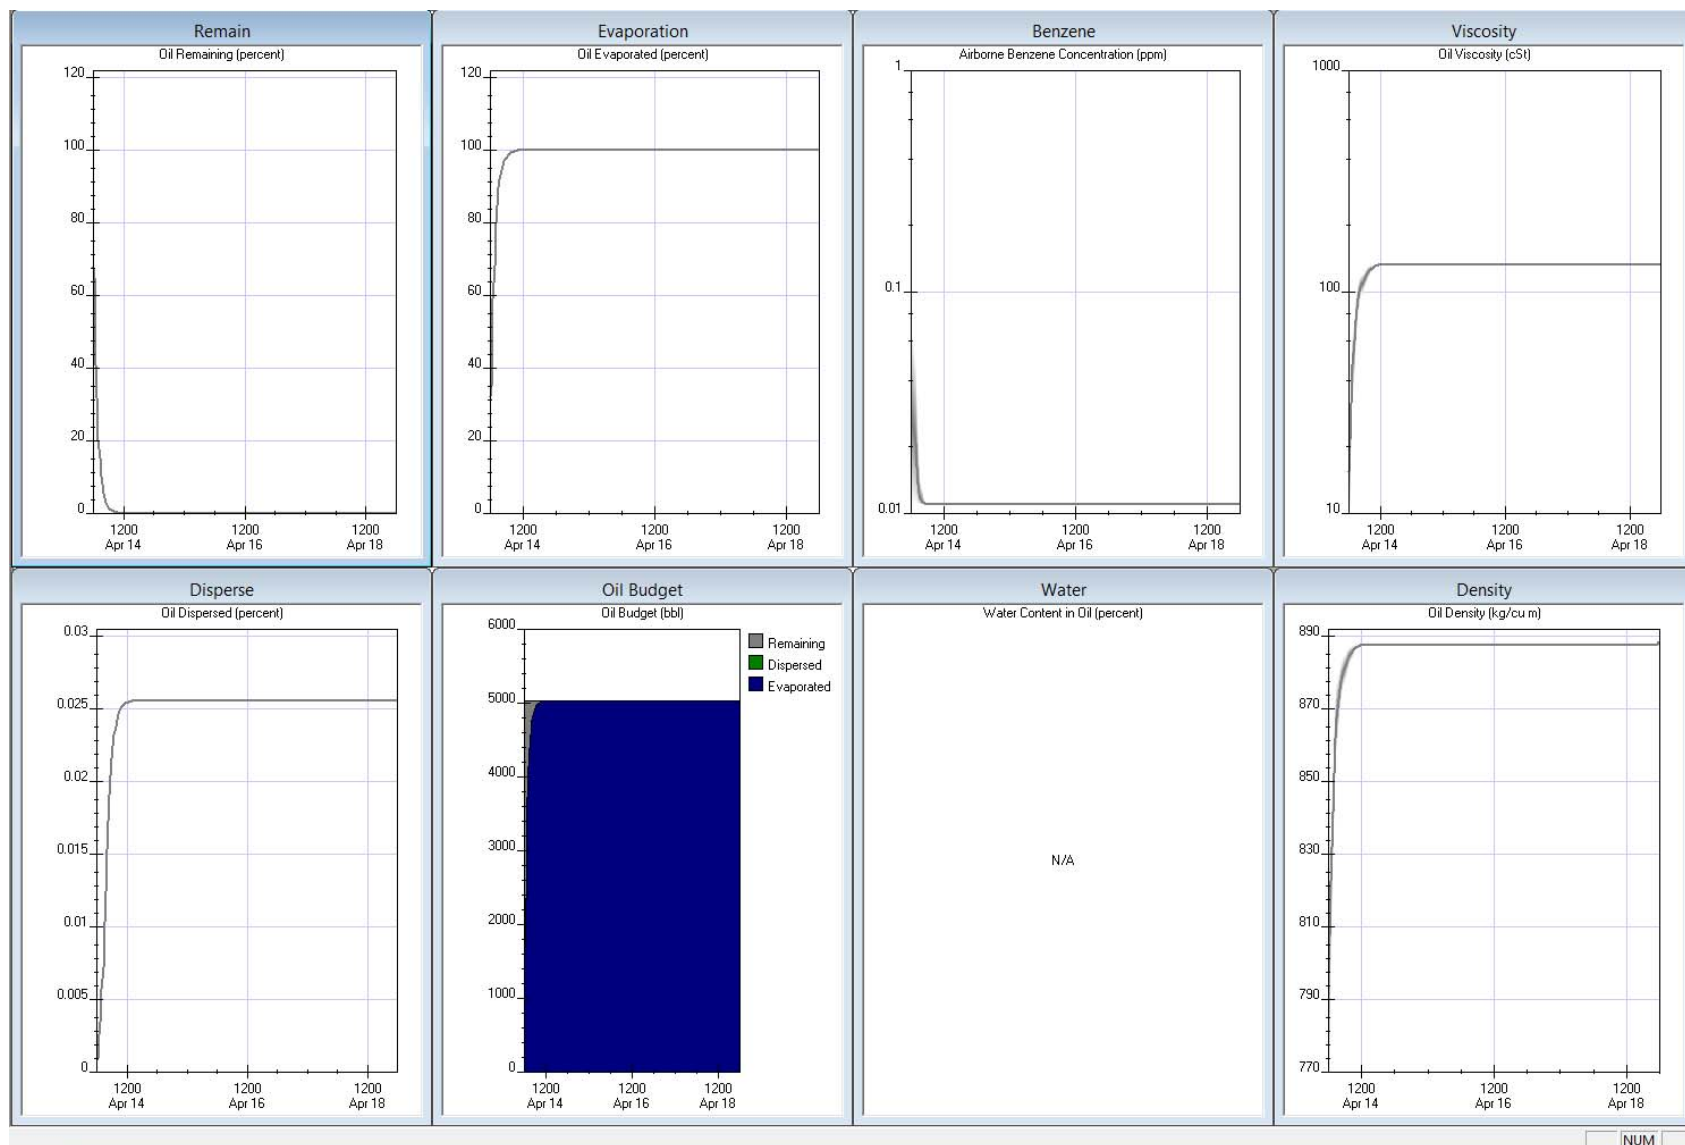 Remain
Oil Remaining (percent)
120
100
80
60
40
20
0
1200 1200 1200
Apr 14 Apr 16 Apr 18
Evaporation
Oil Evaporated (percent)
120
100
80
60
40
20
0
1200 1200 1200
Apr 14 Apr 16 Apr 18
Benzene
Airborne Benzene Concentration (ppm)
1
0.1
0.01
1200 1200 1200
Apr 14 Apr 16 Apr 18
Viscosity
Oil Viscosity (cSt)
1000
100
10
1200 1200 1200
Apr 14 Apr 16 Apr 18
Disperse
Oil Dispersed (percent)
0.03
0.025
0.02
0.015
0.01
0.005
0
1200 1200 1200
Apr 14 Apr 16 Apr 18
Oil Budget
Oil Budget (bbl)
6000
5000
4000
3000
2000
1000
0
1200 1200 1200
Apr 14 Apr 16 Apr 18
Remaining
Dispersed
Evaporated
Water
Water Content in Oil (percent)
N/A
Density
Oil Density (kg/cu m)
890
870
850
830
810
790
770
1200 1200 1200
Apr 14 Apr 16 Apr 18
NUM